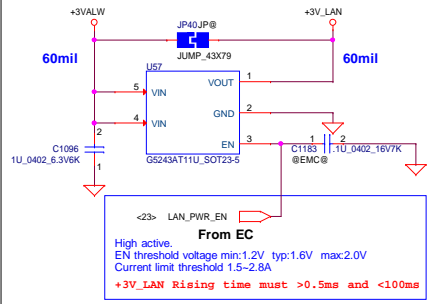 +3VALW
JP40JP@
+3V_LAN
60mil
JUMP_43X79
60mil
U57
5
VIN
VOUT
1
GND
2
4
VIN
EN
3
2
C1096
1U_0402_6.3V6K
1
G5243AT11U_SOT23-5
1
2
C1183
.1U_0402_16V7K
@EMC@
<23>
LAN_PWR_EN
From EC
High active.
EN threshold voltage min:1.2V typ:1.6V max:2.0V
Current limit threshold 1.5~2.8A
+3V_LAN Rising time must >0.5ms and <100ms